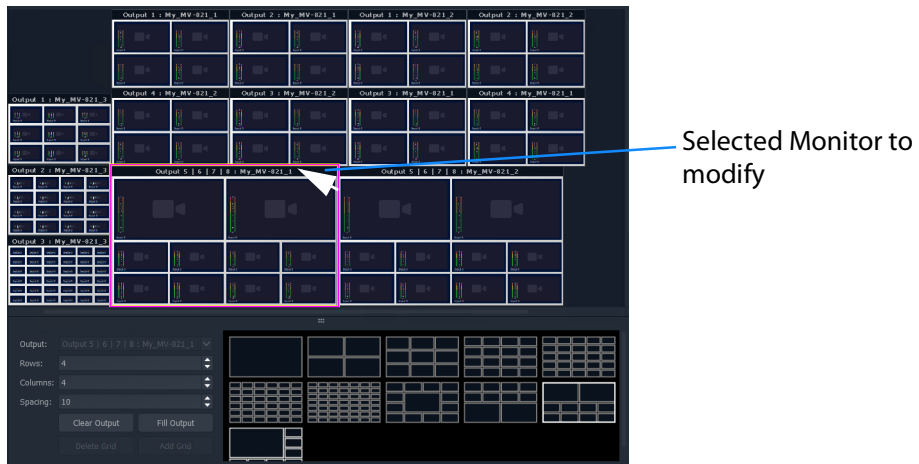 Output 1 : My_MV-821_1
Output 2 : My_MV-821_1
Output 1 : My_MV-821_2
Output 2 : My_MV-821_2
Output 4 : My_MV-821_2
Output 3 : My_MV-821_2
Output 3 : My_MV-821_1
Output 4 : My_MV-821_1
Output 1 : My_MV-821_3
Output 2 : My_MV-821_3
Output 3 : My_MV-821_3
Output 5 | 6 | 7 | 8 : My_MV-821_1
Output 5 | 6 | 7 | 8 : My_MV-821_2
Selected Monitor to
modify
Output: Output 5 | 6 | 7 | 8 : My_MV-821_1
Rows: 4
Columns: 4
Spacing: 10
Clear Output Fill Output
Delete Grid Add Grid